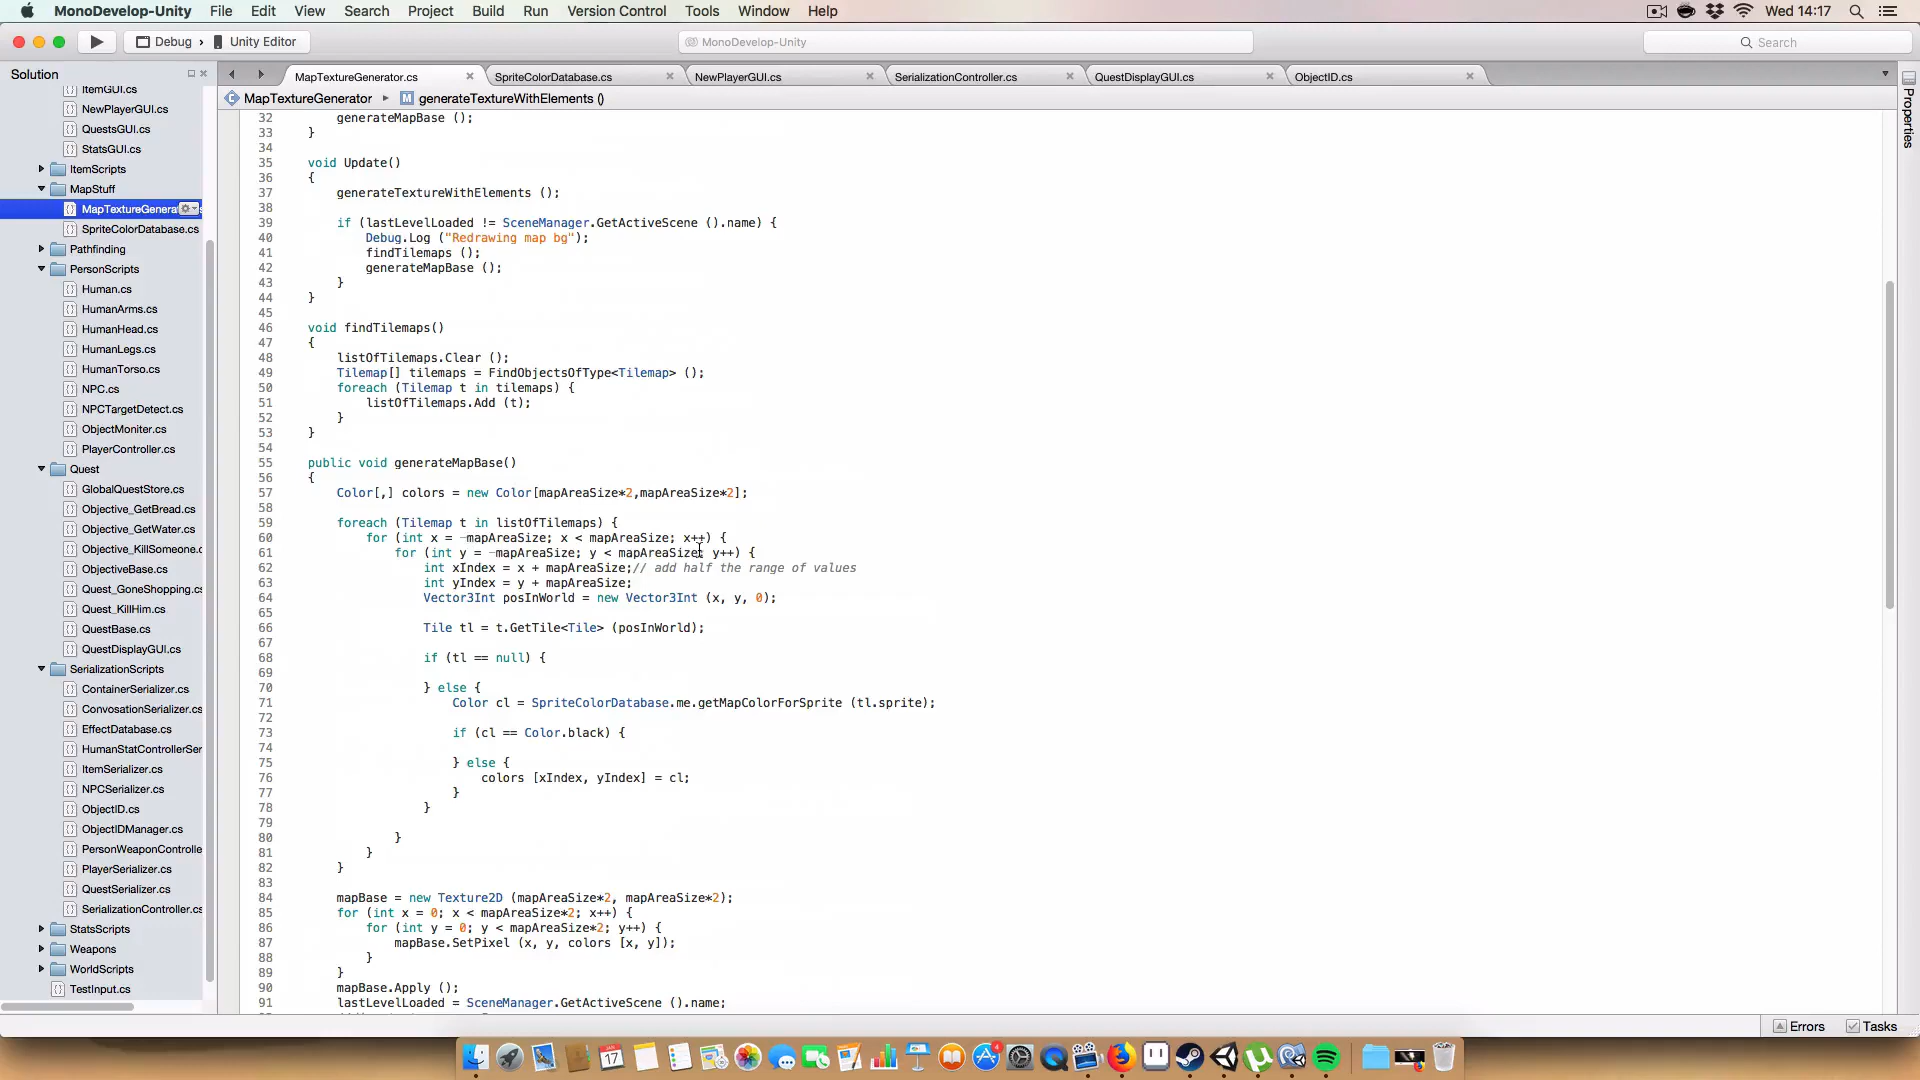 MonoDevelop-Unity File Edit View Search Project Build Run Version Control Tools Window Help Wed 14:17
Debug › Unity Editor MonoDevelop-Unity Search
Solution
ItemGUI.cs
NewPlayerGUI.cs
QuestsGUI.cs
StatsGUI.cs
ItemScripts
MapStuff
MapTextureGenerat
SpriteColorDatabase.cs
Pathfinding
PersonScripts
Human.cs
HumanArms.cs
HumanHead.cs
HumanLegs.cs
HumanTorso.cs
NPC.cs
NPCTargetDetect.cs
ObjectMoniter.cs
PlayerController.cs
Quest
GlobalQuestStore.cs
Objective_GetBread.cs
Objective_GetWater.cs
Objective_KillSomeone.c
ObjectiveBase.cs
Quest_GoneShopping.cs
Quest_KillHim.cs
QuestBase.cs
QuestDisplayGUI.cs
SerializationScripts
ContainerSerializer.cs
ConvosationSerializer.cs
EffectDatabase.cs
HumanStatControllerSer
ItemSerializer.cs
NPCSerializer.cs
ObjectID.cs
ObjectIDManager.cs
PersonWeaponControlle
PlayerSerializer.cs
QuestSerializer.cs
SerializationController.cs
StatsScripts
Weapons
WorldScripts
TestInput.cs
MapTextureGenerator.cs SpriteColorDatabase.cs NewPlayerGUI.cs SerializationController.cs QuestDisplayGUI.cs ObjectID.cs
MapTextureGenerator generateTextureWithElements ()
Properties
32 generateMapBase ();
33 }
34
35 void Update()
36 {
37 generateTextureWithElements ();
38
39 if (lastLevelLoaded != SceneManager.GetActiveScene ().name) {
40 Debug.Log ("Redrawing map bg");
41 findTilemaps ();
42 generateMapBase ();
43 }
44 }
45
46 void findTilemaps()
47 {
48 listOfTilemaps.Clear ();
49 Tilemap[] tilemaps = FindObjectsOfType<Tilemap> ();
50 foreach (Tilemap t in tilemaps) {
51 listOfTilemaps.Add (t);
52 }
53 }
54
55 public void generateMapBase()
56 {
57 Color[,] colors = new Color[mapAreaSize*2,mapAreaSize*2];
58
59 foreach (Tilemap t in listOfTilemaps) {
60 for (int x = -mapAreaSize; x < mapAreaSize; x++) {
61 for (int y = -mapAreaSize; y < mapAreaSize; y++) {
62 int xIndex = x + mapAreaSize;// add half the range of values
63 int yIndex = y + mapAreaSize;
64 Vector3Int posInWorld = new Vector3Int (x, y, 0);
65
66 Tile tl = t.GetTile<Tile> (posInWorld);
67
68 if (tl == null) {
69
70 } else {
71 Color cl = SpriteColorDatabase.me.getMapColorForSprite (tl.sprite);
72
73 if (cl == Color.black) {
74
75 } else {
76 colors [xIndex, yIndex] = cl;
77 }
78 }
79
80 }
81 }
82 }
83
84 mapBase = new Texture2D (mapAreaSize*2, mapAreaSize*2);
85 for (int x = 0; x < mapAreaSize*2; x++) {
86 for (int y = 0; y < mapAreaSize*2; y++) {
87 mapBase.SetPixel (x, y, colors [x, y]);
88 }
89 }
90 mapBase.Apply ();
91 lastLevelLoaded = SceneManager.GetActiveScene ().name;
Errors Tasks
17
4